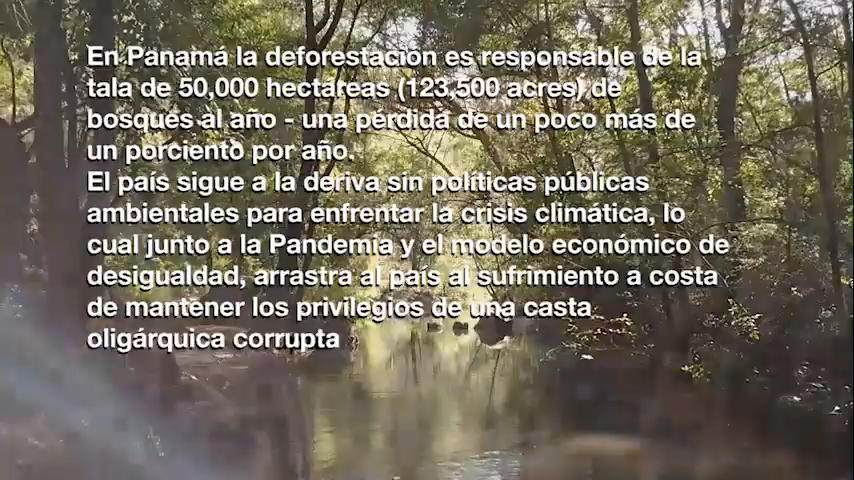 En Panamá la deforestación es responsable de la
tala de 50,000 hectáreas (123,500 acres) de
bosques al año - una pérdida de un poco más de
un porciento por año.
El país sigue a la deriva sin políticas públicas
ambientales para enfrentar la crisis climática, lo
cual junto a la Pandemia y el modelo económico de
desigualdad, arrastra al país al sufrimiento a costa
de mantener los privilegios de una casta
oligárquica corrupta